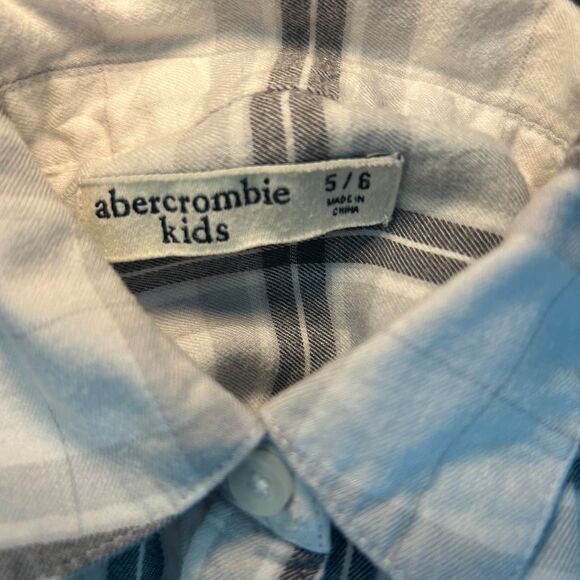 abercrombie
kids
5/6
MADE IN
CHINA